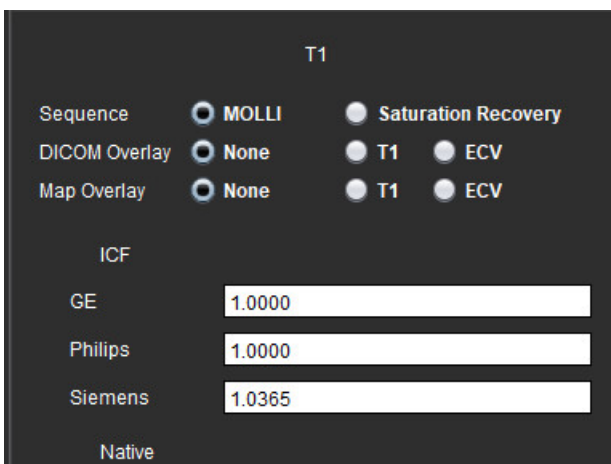 T1
Sequence MOLLI Saturation Recovery
DICOM Overlay None T1 ECV
Map Overlay None T1 ECV
ICF
GE 1.0000
Philips 1.0000
Siemens 1.0365
Native